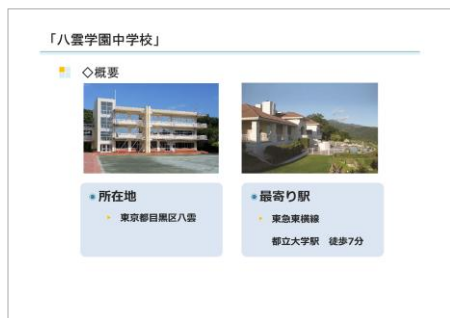 「八雲学園中学校」
◇概要
所在地
東京都目黒区八雲
最寄り駅
東急東横線
都立大学駅 徒歩7分